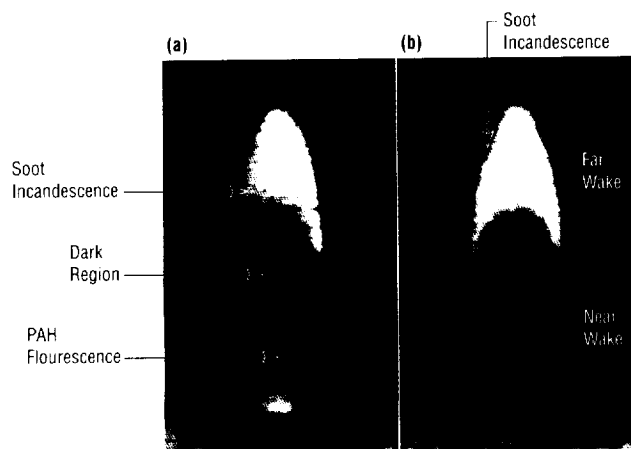 (a)
(b)
Soot
Incandescence
Soot
Incandescence
Dark
Region
PAH
Flourescence
Far
Wake
Near
Wake